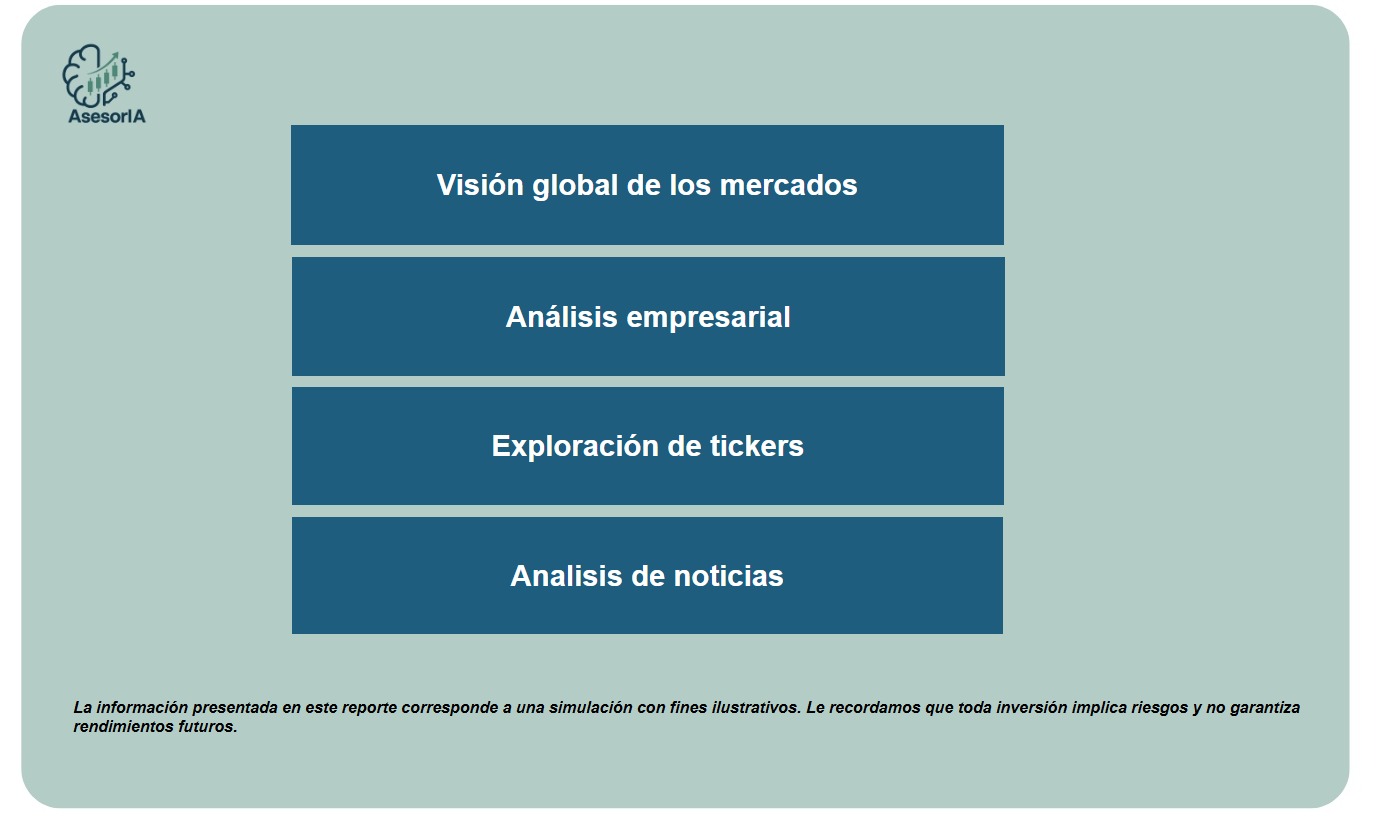 AsesorIA
Visión global de los mercados
Análisis empresarial
Exploración de tickers
Analisis de noticias
La información presentada en este reporte corresponde a una simulación con fines ilustrativos. Le recordamos que toda inversión implica riesgos y no garantiza
rendimientos futuros.